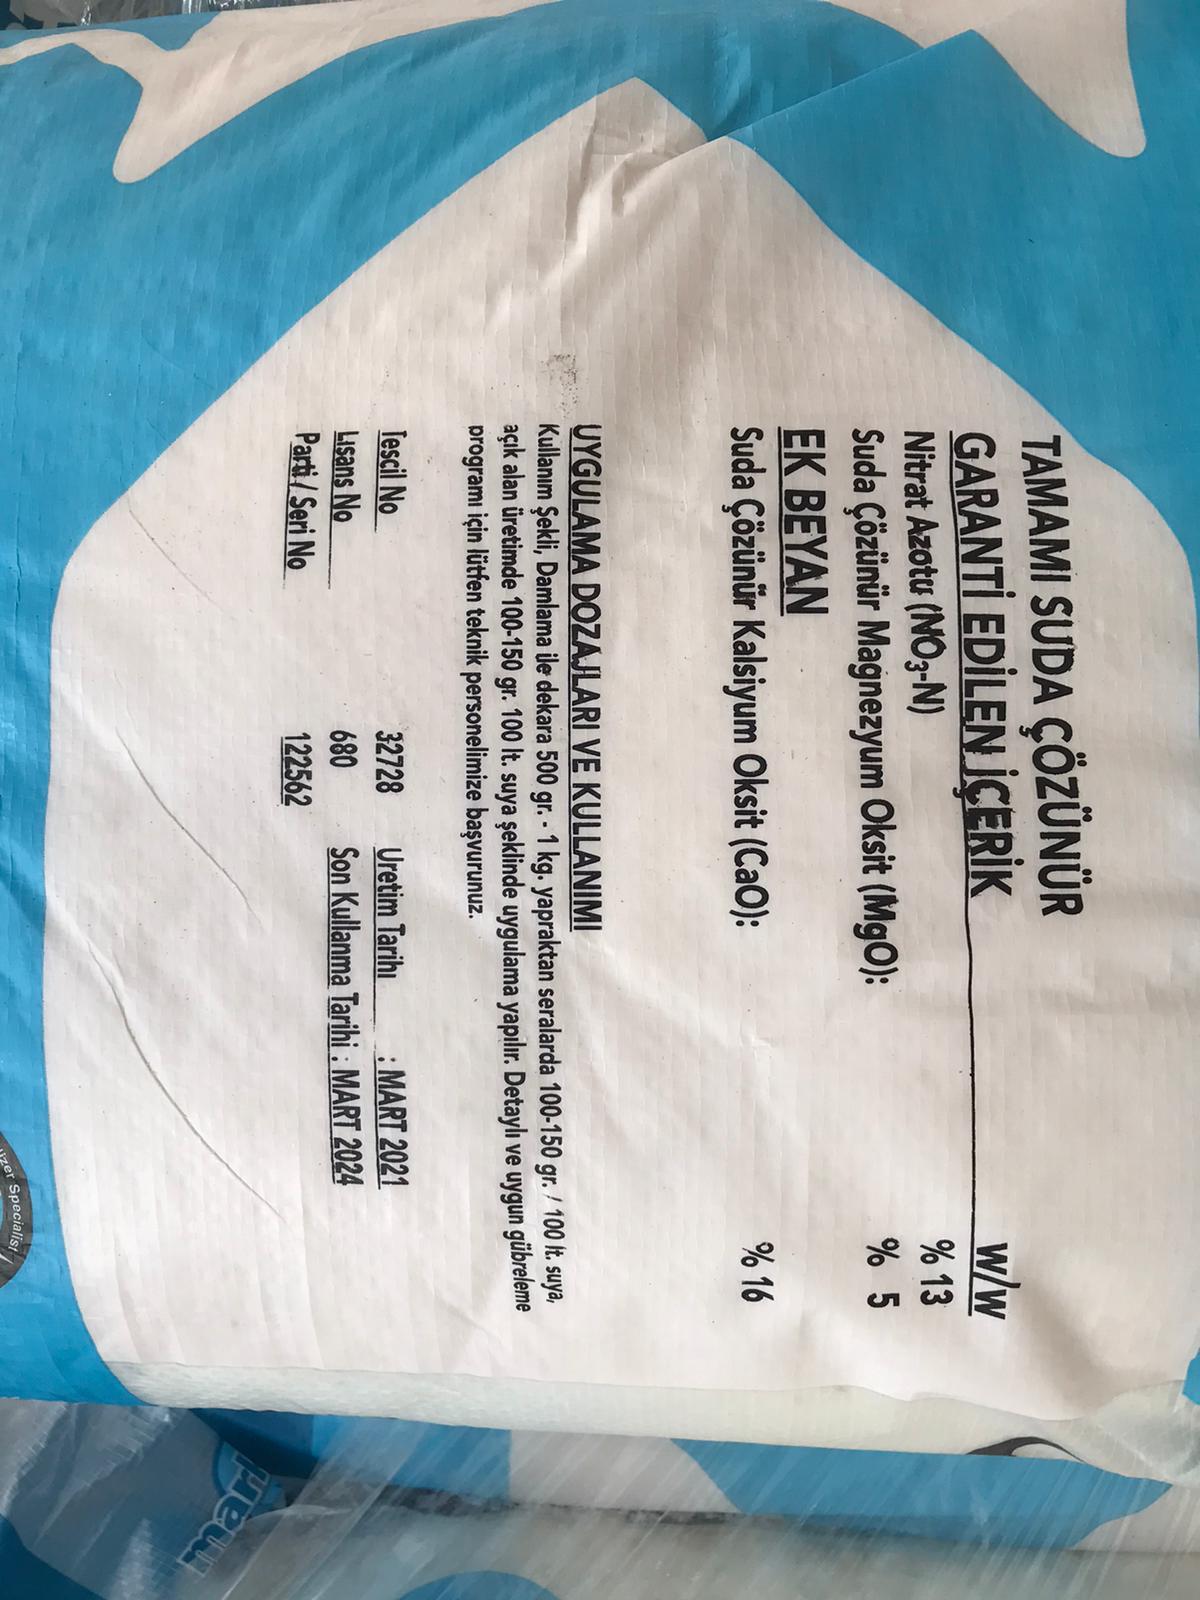 TAMAMI SUDA ÇÖZÜNÜR
GARANTİ EDİLEN İÇERİK w/w
Nitrat Azotu (NO3-N) % 13
Suda Çözünür Magnezyum Oksit (MgO): % 5
EK BEYAN
Suda Çözünür Kalsiyum Oksit (CaO): % 16
UYGULAMA DOZAJLARI VE KULLANIMI
Kullanım Şekli, Damlama ile dekara 500 gr. - 1 kg. yapraktan seralarda 100-150 gr. / 100 lt. suya,
açık alan üretimde 100-150 gr. 100 lt. suya şeklinde uygulama yapılır. Detaylı ve uygun gübreleme
programı için lütfen teknik personelimize başvurunuz.
Tescil No 32728 Üretim Tarihi : MART 2021
Lisans No 680 Son Kullanma Tarihi : MART 2024
Parti / Seri No 122562
Specialist